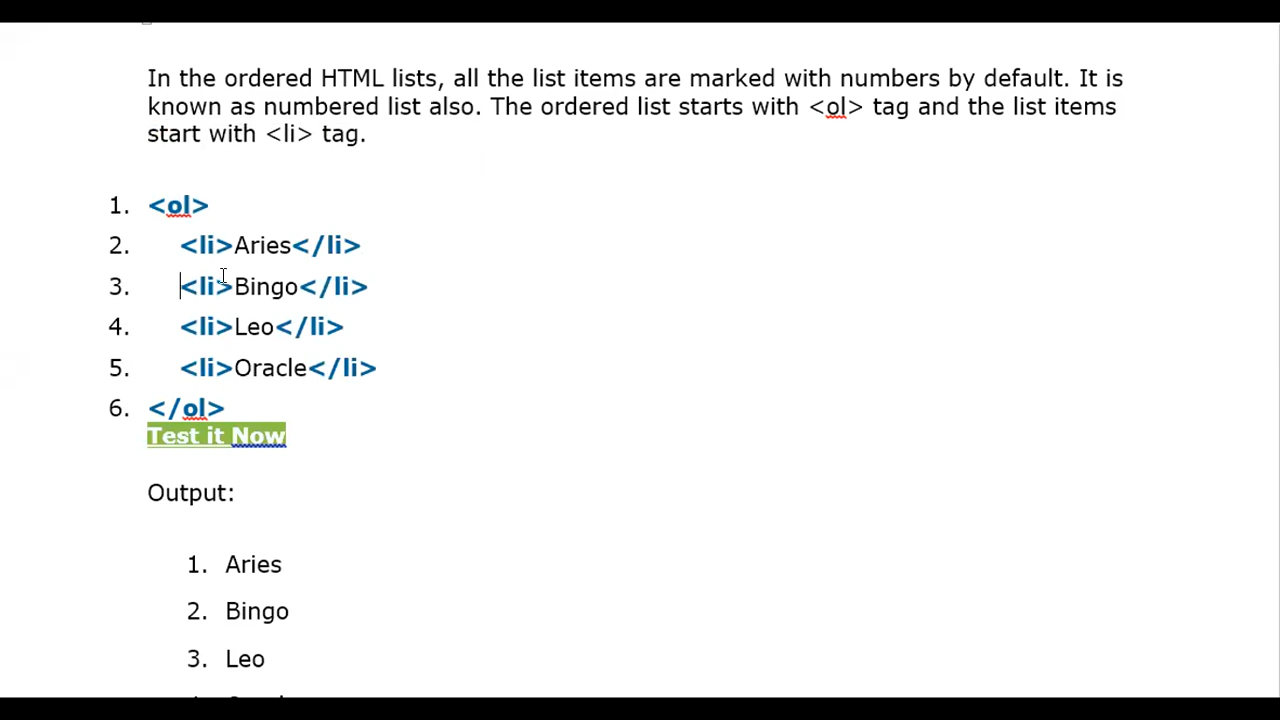 In the ordered HTML lists, all the list items are marked with numbers by default. It is
known as numbered list also. The ordered list starts with <ol> tag and the list items
start with <li> tag.
1. <ol>
2. <li>Aries</li>
3. <li>Bingo</li>
4. <li>Leo</li>
5. <li>Oracle</li>
6. </ol>
Test it Now
Output:
1. Aries
2. Bingo
3. Leo